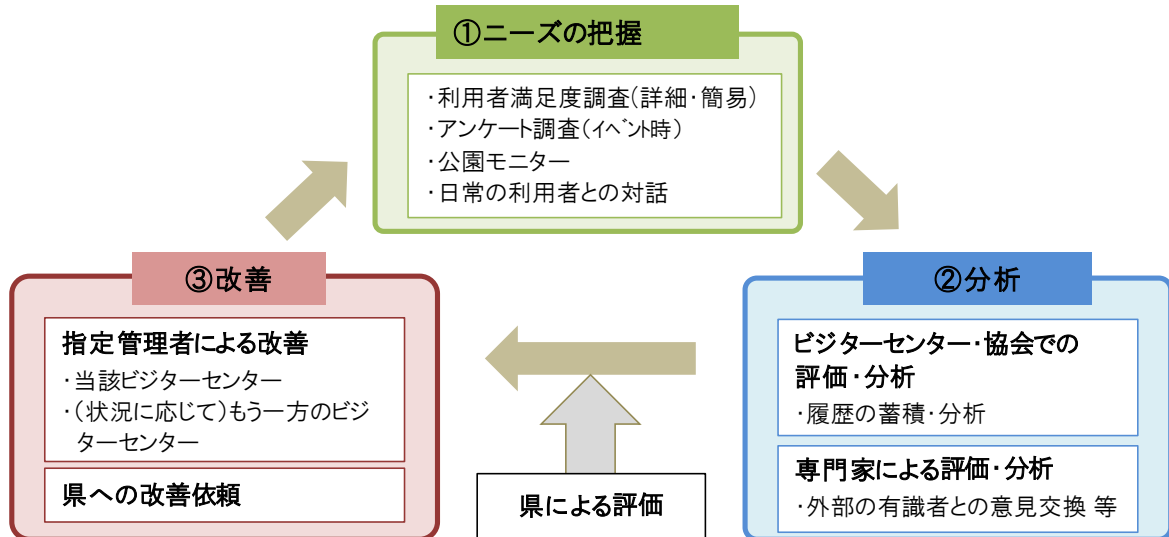 ①ニーズの把握
・利用者満足度調査(詳細・簡易)
・アンケート調査(ｲﾍﾞﾝﾄ時)
・公園モニター
・日常の利用者との対話
②分析
ビジターセンター・協会での
評価・分析
・履歴の蓄積・分析
専門家による評価・分析
・外部の有識者との意見交換 等
県による評価
③改善
指定管理者による改善
・当該ビジターセンター
・(状況に応じて)もう一方のビジ
ターセンター
県への改善依頼